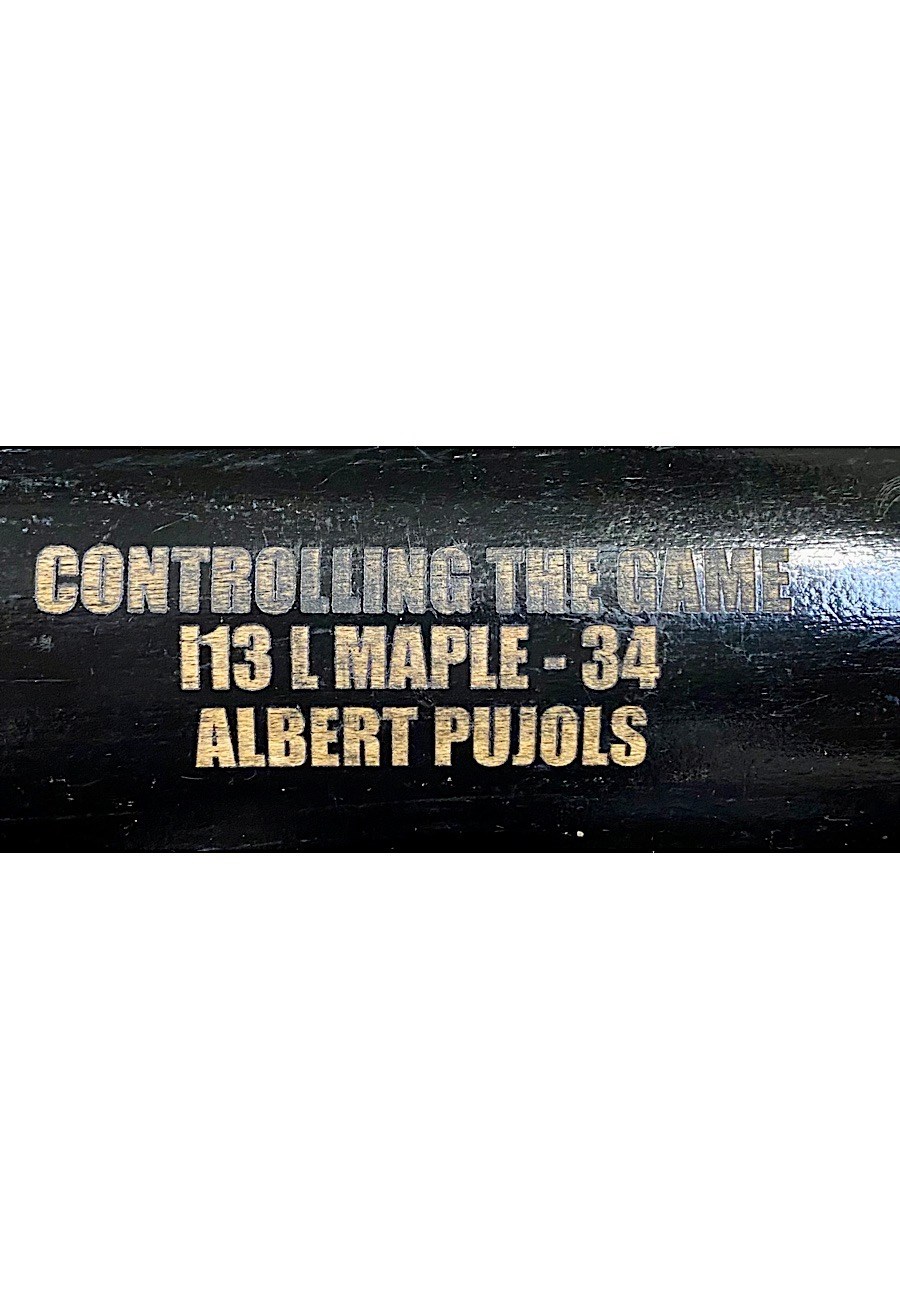 CONTROLLING THE GAME
i13 L MAPLE - 34
ALBERT PUJOLS